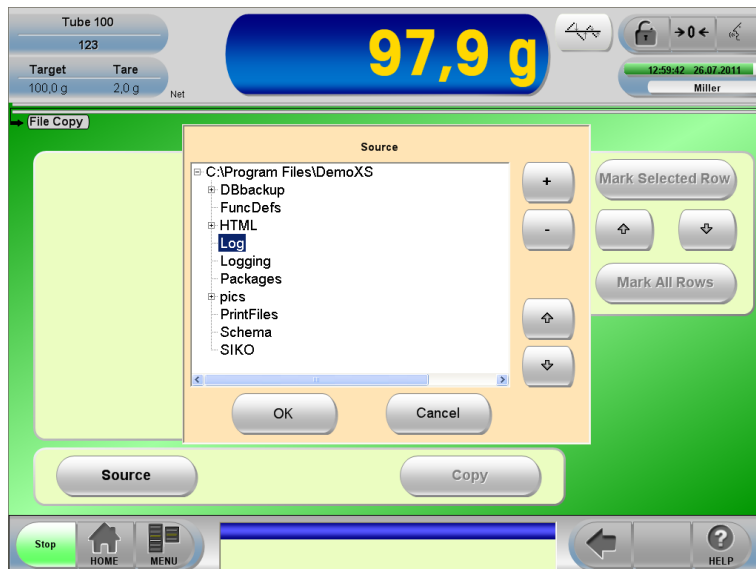 Tube 100
123
Target Tare
100,0 g 2,0 g
Net
97,9 g
→0←
12:59:42 26.07.2011
Miller
File Copy
Source
C:\Program Files\DemoXS
DBbackup
FuncDefs
HTML
Log
Logging
Packages
pics
PrintFiles
Schema
SIKO
+
-
OK
Cancel
Mark Selected Row
Mark All Rows
Source
Copy
Stop
HOME
MENU
?
HELP